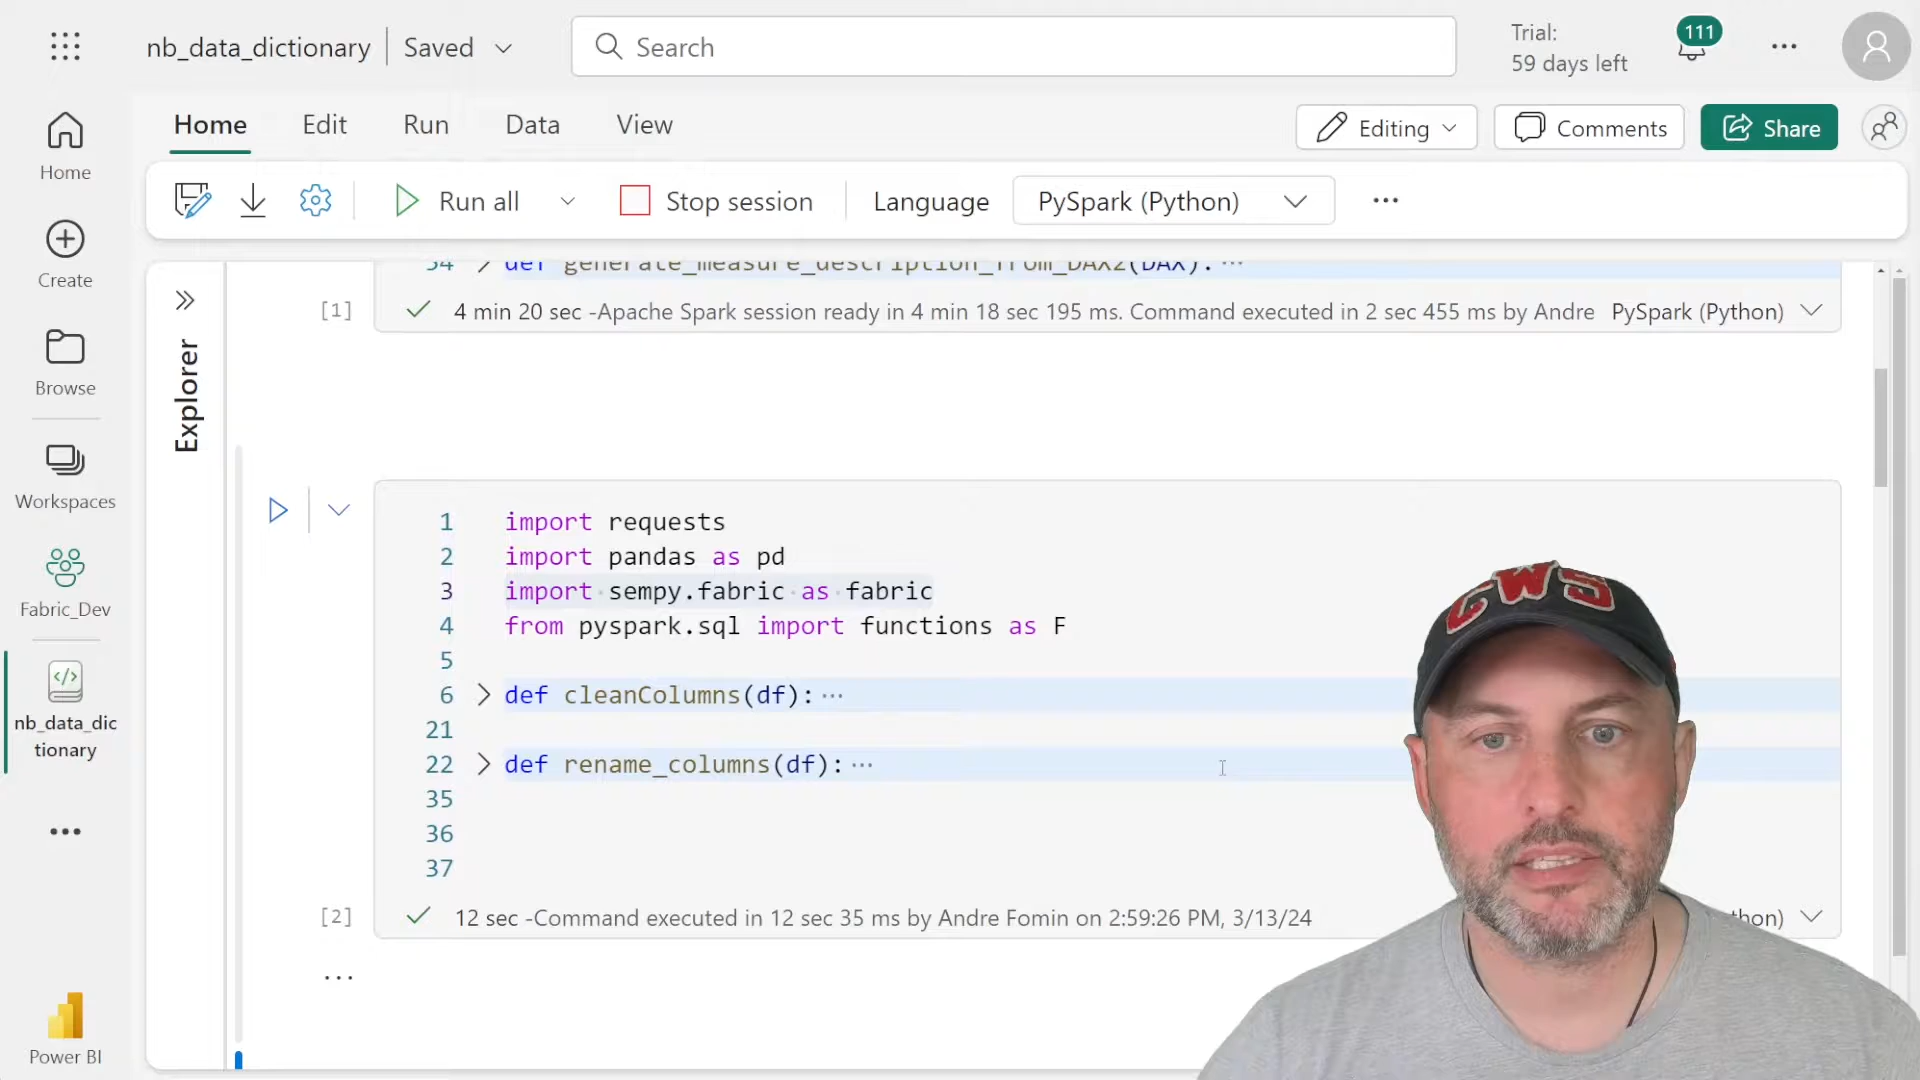 nb_data_dictionary
Saved
Search
Trial:
59 days left
111
Home
Edit
Run
Data
View
Editing
Comments
Share
Run all
Stop session
Language
PySpark (Python)
Home
Create
Browse
Workspaces
Fabric_Dev
nb_data_dic
tionary
Power BI
Explorer
34 def generate_measure_description_from_DAX2(DAX): ...
[1] 4 min 20 sec -Apache Spark session ready in 4 min 18 sec 195 ms. Command executed in 2 sec 455 ms by Andre PySpark (Python)
1 import requests
2 import pandas as pd
3 import sempy.fabric as fabric
4 from pyspark.sql import functions as F
5
6 def cleanColumns(df): ...
21
22 def rename_columns(df): ...
35
36
37
[2] 12 sec -Command executed in 12 sec 35 ms by Andre Fomin on 2:59:26 PM, 3/13/24
CWS